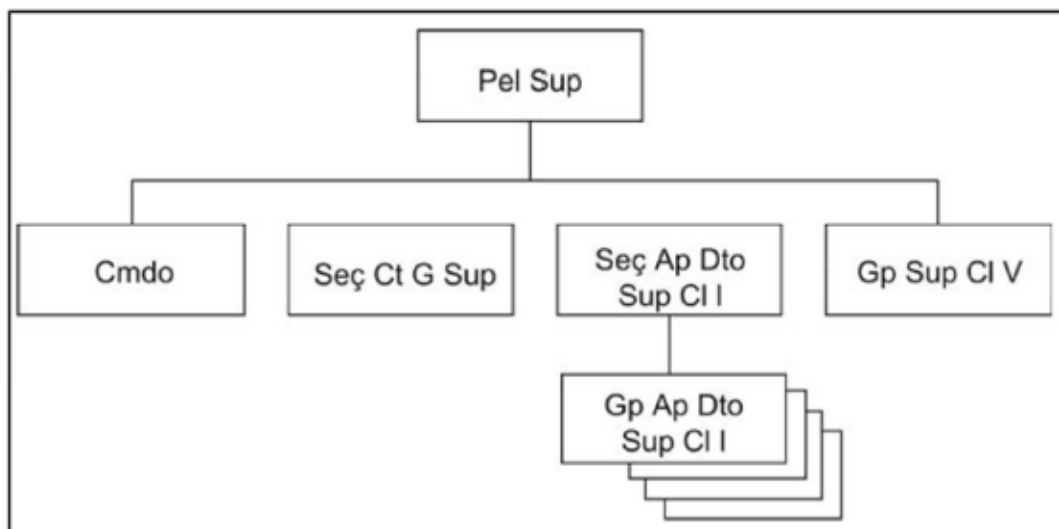 Pel Sup
Cmdo
Seç Ct G Sup
Seç Ap Dto
Sup Cl I
Gp Sup Cl V
Gp Ap Dto
Sup Cl I